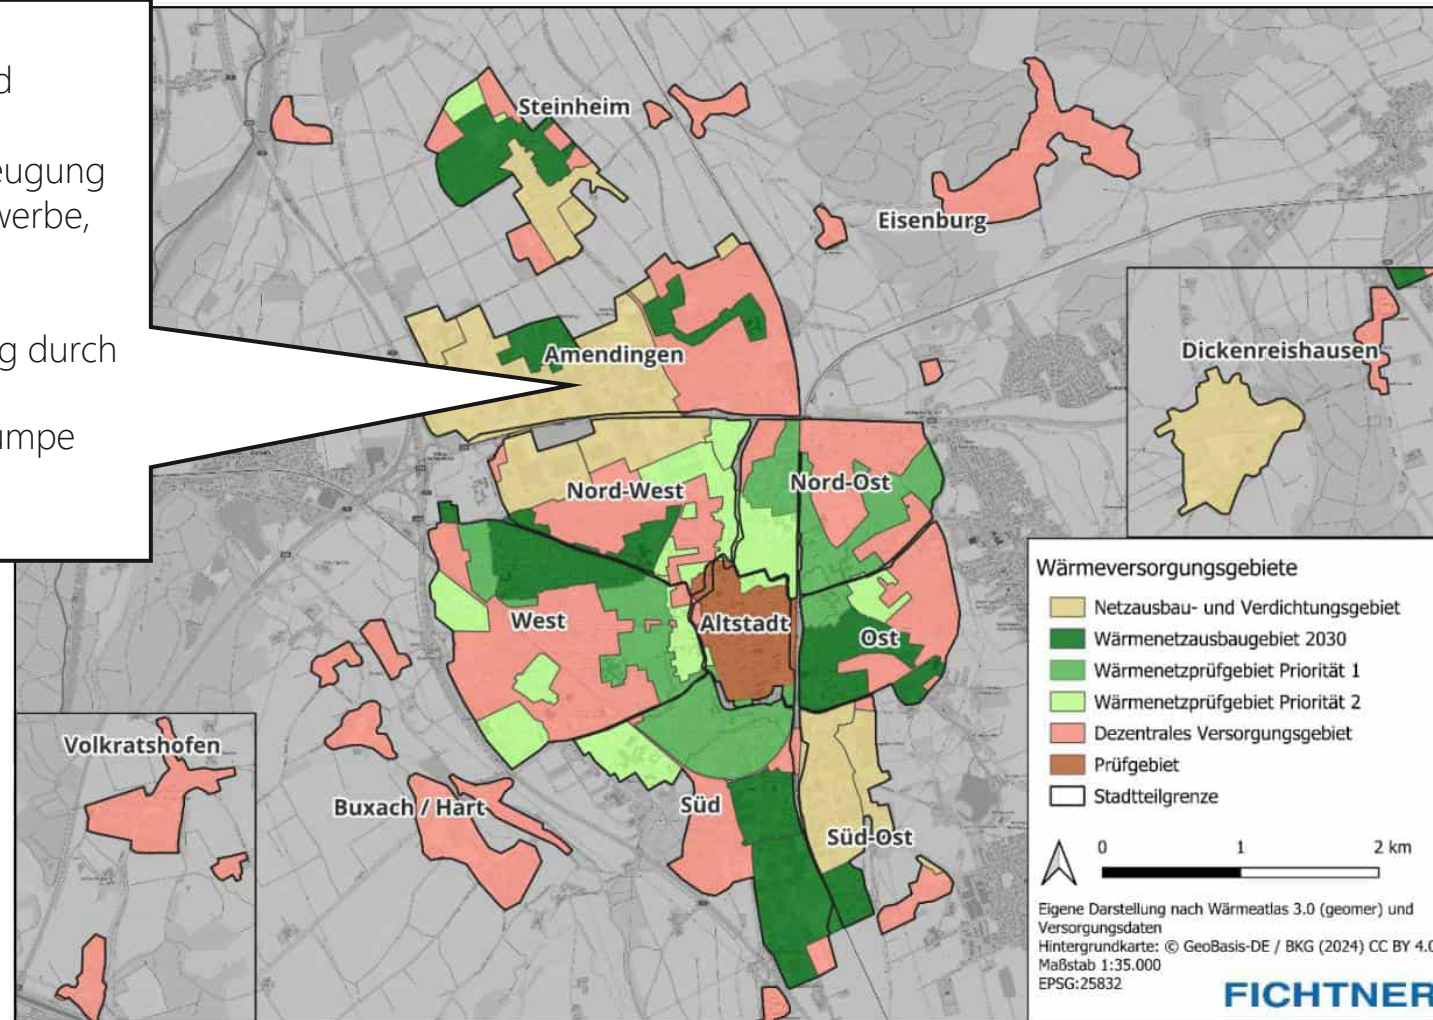 d
eugung
werbe,
g durch
umpe
Steinheim
Eisenburg
Amendingen
Dickenreishausen
Nord-West
Nord-Ost
West
Altstadt
Ost
Volkratshofen
Buxach / Hart
Süd
Süd-Ost
Wärmeversorgungsgebiete
Netzausbau- und Verdichtungsgebiet
Wärmenetzausbaugebiet 2030
Wärmenetzprüfgebiet Priorität 1
Wärmenetzprüfgebiet Priorität 2
Dezentrales Versorgungsgebiet
Prüfgebiet
Stadtteilgrenze
0 1 2 km
Eigene Darstellung nach Wärmeatlas 3.0 (geomer) und
Versorgungsdaten
Hintergrundkarte: © GeoBasis-DE / BKG (2024) CC BY 4.0
Maßstab 1:35.000
EPSG:25832
FICHTNER